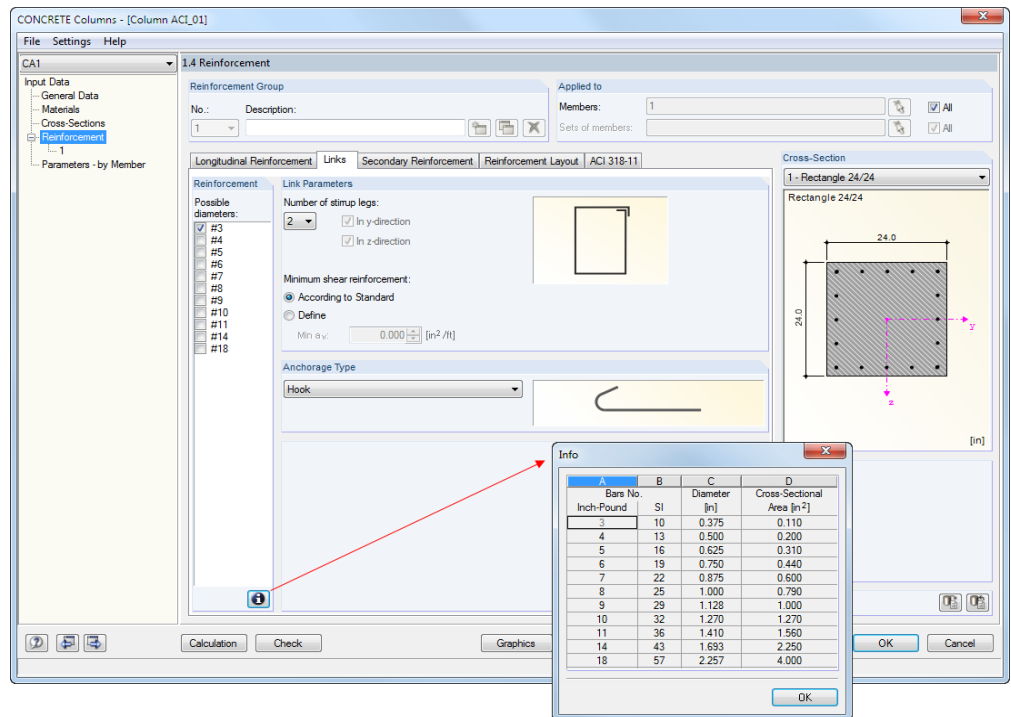 CONCRETE Columns - [Column ACI_01]
File Settings Help
CA1
1.4 Reinforcement
Input Data
General Data
Materials
Cross-Sections
Reinforcement
1
Parameters - by Member
Reinforcement Group
No.: Description:
1
Applied to
Members: 1 All
Sets of members: All
Longitudinal Reinforcement Links Secondary Reinforcement Reinforcement Layout ACI 318-11
Reinforcement
Possible
diameters:
#3
#4
#5
#6
#7
#8
#9
#10
#11
#14
#18
Link Parameters
Number of stirrup legs:
2 In y-direction
In z-direction
Minimum shear reinforcement:
According to Standard
Define
Min av: 0.000 [in2 /ft]
Anchorage Type
Hook
Cross-Section
1 - Rectangle 24/24
Rectangle 24/24
24.0
24.0
y
z
[in]
Info
A B C D
Bars No. Diameter Cross-Sectional
Inch-Pound SI [in] Area [in2]
3 10 0.375 0.110
4 13 0.500 0.200
5 16 0.625 0.310
6 19 0.750 0.440
7 22 0.875 0.600
8 25 1.000 0.790
9 29 1.128 1.000
10 32 1.270 1.270
11 36 1.410 1.560
14 43 1.693 2.250
18 57 2.257 4.000
OK
Calculation Check Graphics OK Cancel